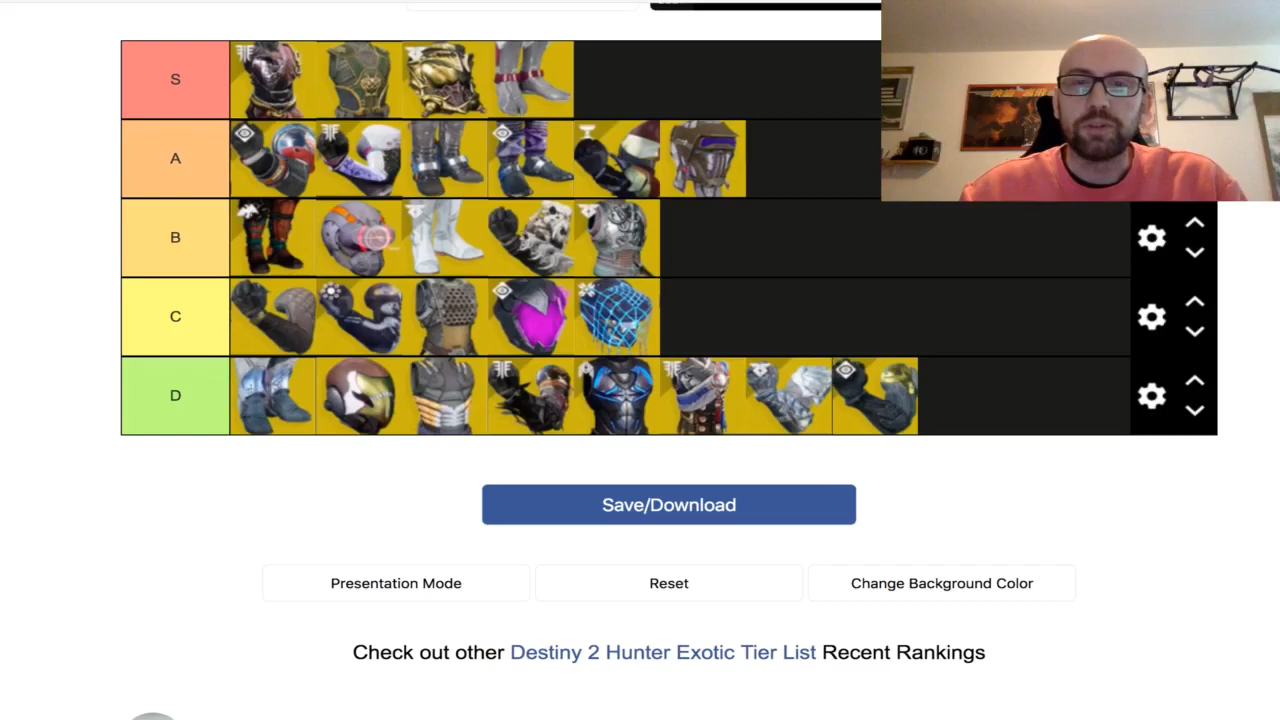 S
A
B
C
D
Save/Download
Presentation Mode
Reset
Change Background Color
Check out other Destiny 2 Hunter Exotic Tier List Recent Rankings